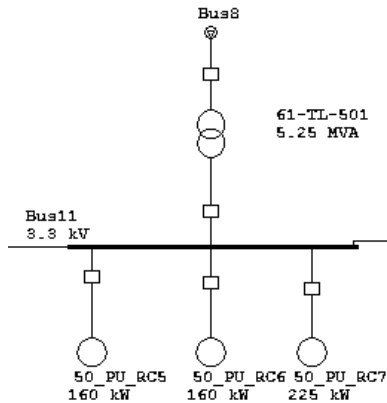 Bus8
61-TL-501
5.25 MVA
Bus11
3.3 kV
50_PU_RC5 50_PU_RC6 50_PU_RC7
160 kW 160 kW 225 kW